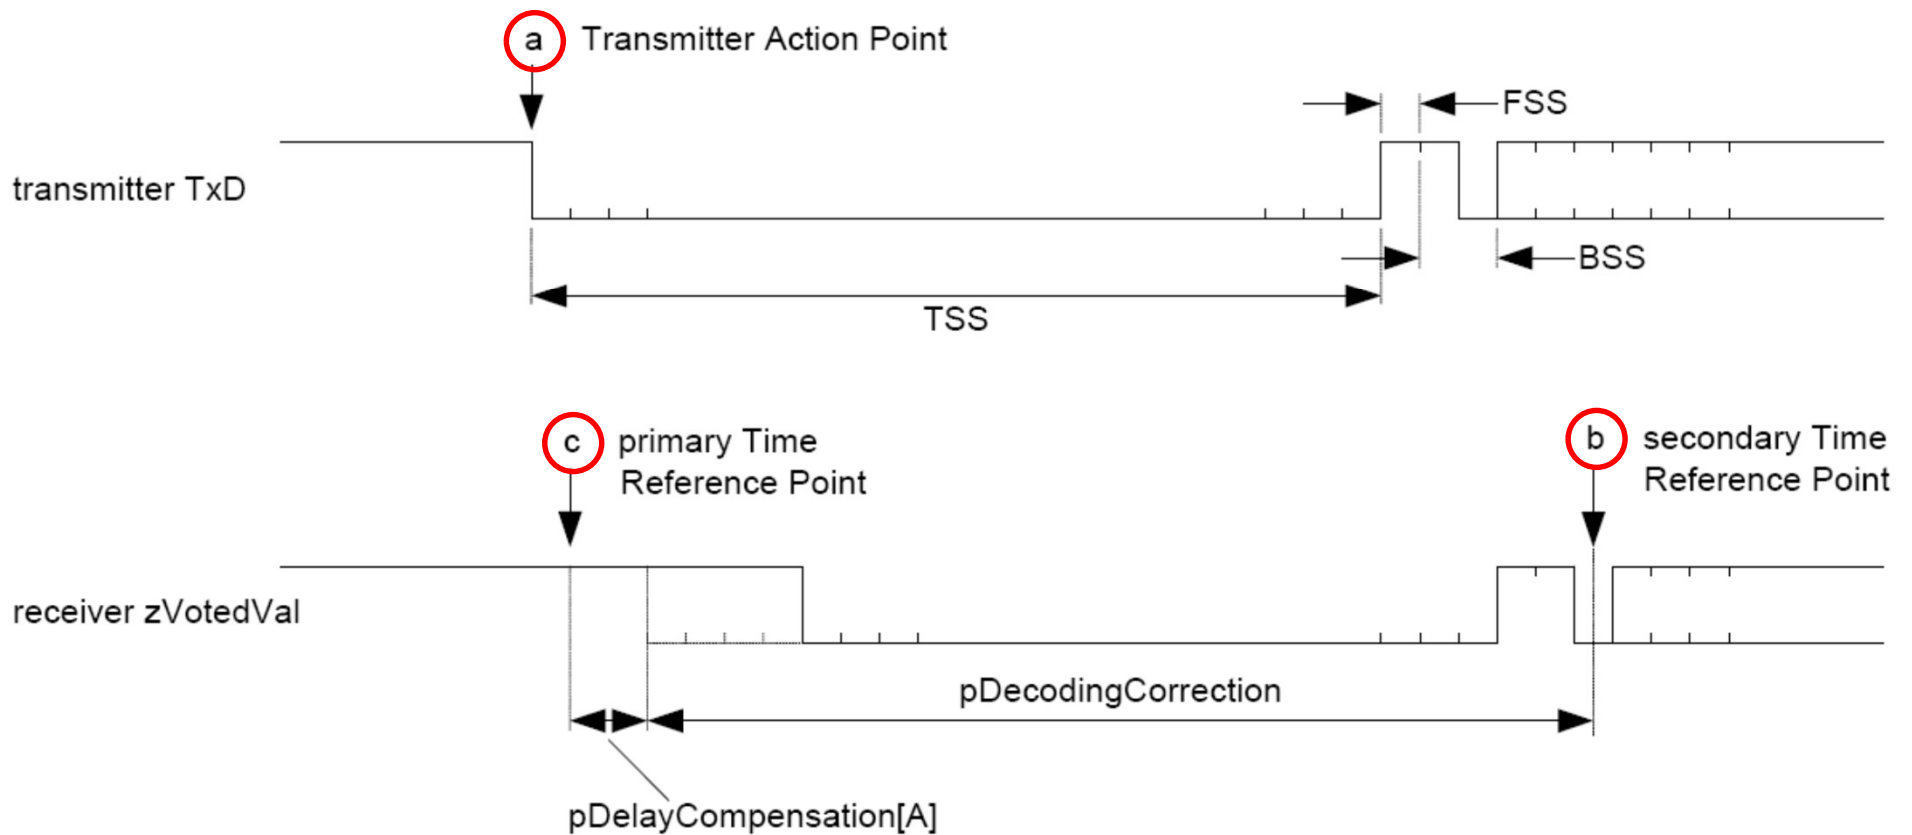 a Transmitter Action Point
FSS
transmitter TxD
BSS
TSS
c primary Time
Reference Point
b secondary Time
Reference Point
receiver zVotedVal
pDecodingCorrection
pDelayCompensation[A]